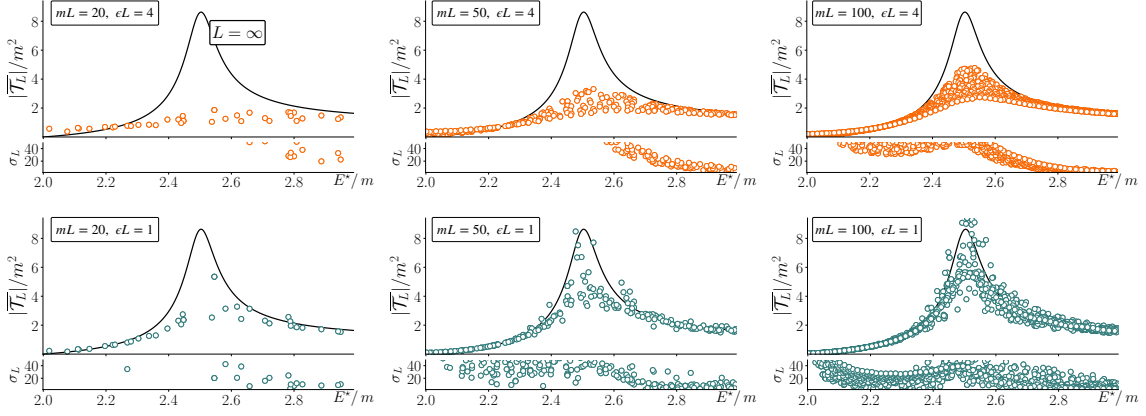 mL = 20, ϵL = 4
L = ∞
|T̅_L|/m²
8
6
4
2
σ_L
40
20
2.0 2.2 2.4 2.6 2.8 E*/m
mL = 50, ϵL = 4
|T̅_L|/m²
8
6
4
2
σ_L
40
20
2.0 2.2 2.4 2.6 2.8 E*/m
mL = 100, ϵL = 4
|T̅_L|/m²
8
6
4
2
σ_L
40
20
2.0 2.2 2.4 2.6 2.8 E*/m
mL = 20, ϵL = 1
|T̅_L|/m²
8
6
4
2
σ_L
40
20
2.0 2.2 2.4 2.6 2.8 E*/m
mL = 50, ϵL = 1
|T̅_L|/m²
8
6
4
2
σ_L
40
20
2.0 2.2 2.4 2.6 2.8 E*/m
mL = 100, ϵL = 1
|T̅_L|/m²
8
6
4
2
σ_L
40
20
2.0 2.2 2.4 2.6 2.8 E*/m